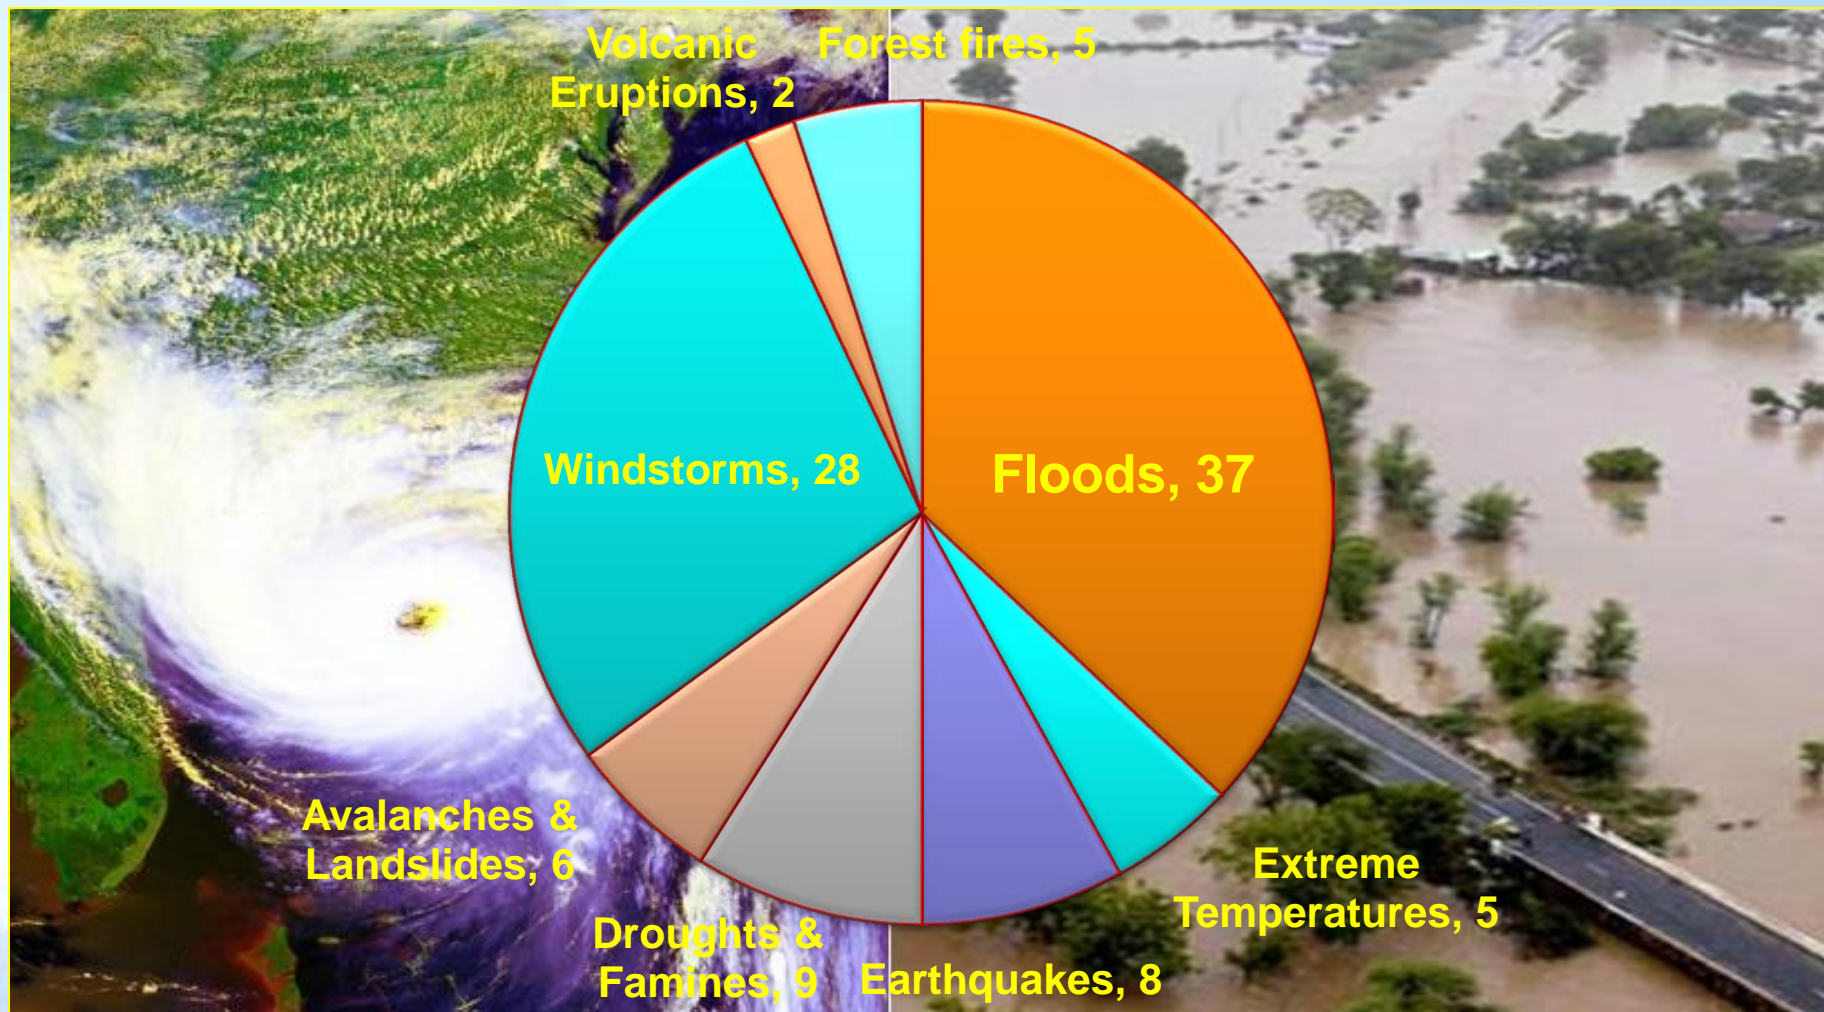 Volcanic
Eruptions, 2
Forest fires, 5
Windstorms, 28
Floods, 37
Avalanches &
Landslides, 6
Extreme
Temperatures, 5
Droughts &
Famines, 9
Earthquakes, 8